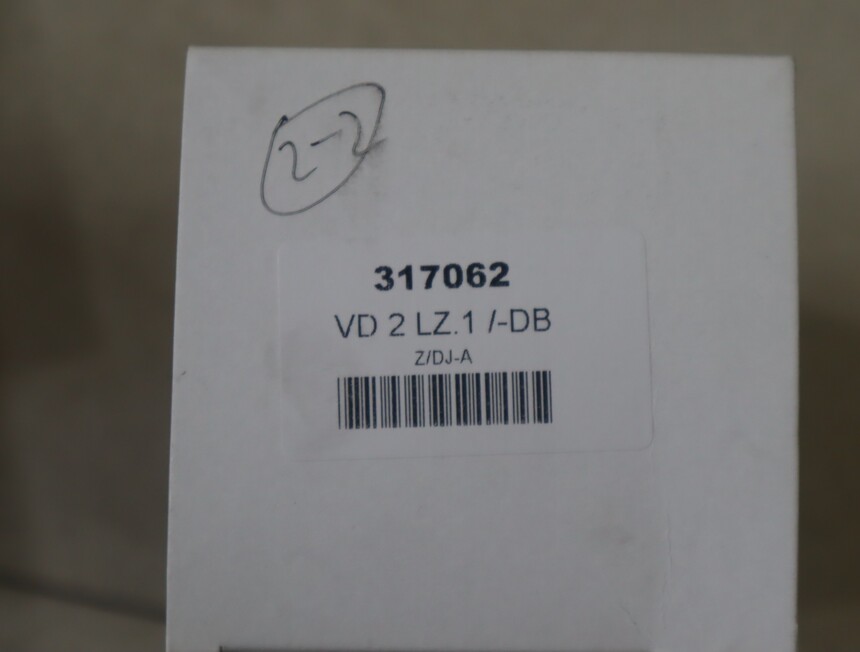 2-2
317062
VD 2 LZ.1 /-DB
Z/DJ-A